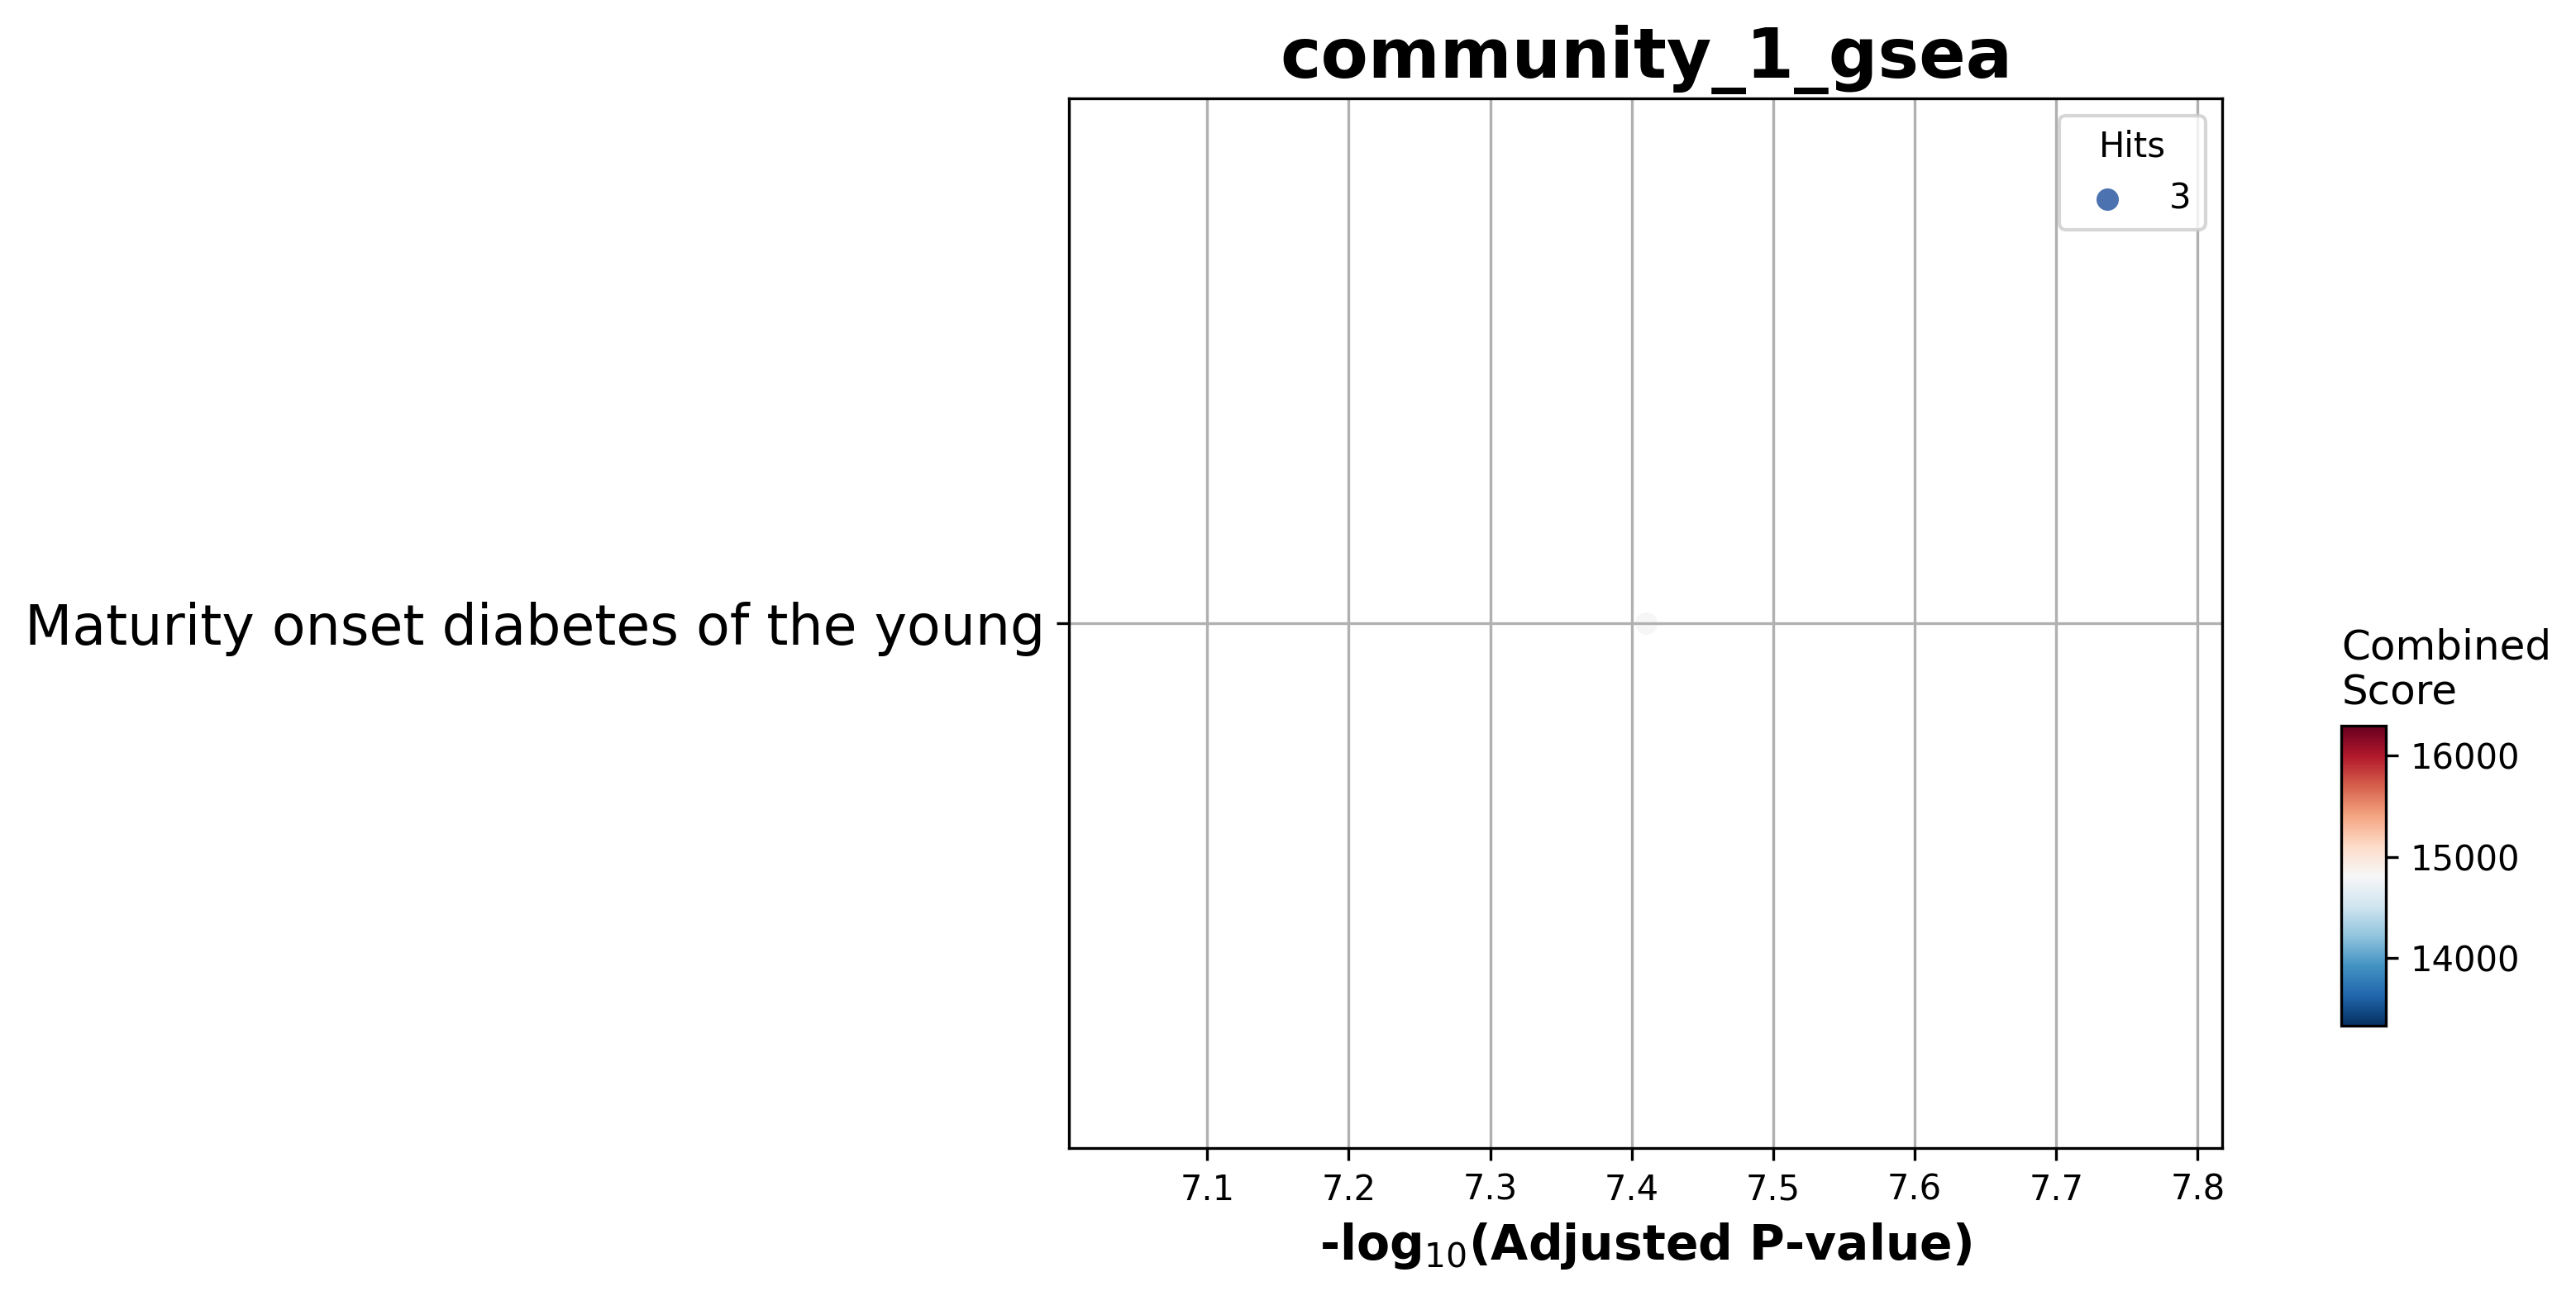 community_1_gsea
Hits
3
Maturity onset diabetes of the young
Combined
Score
16000
15000
14000
7.1 7.2 7.3 7.4 7.5 7.6 7.7 7.8
-log10(Adjusted P-value)